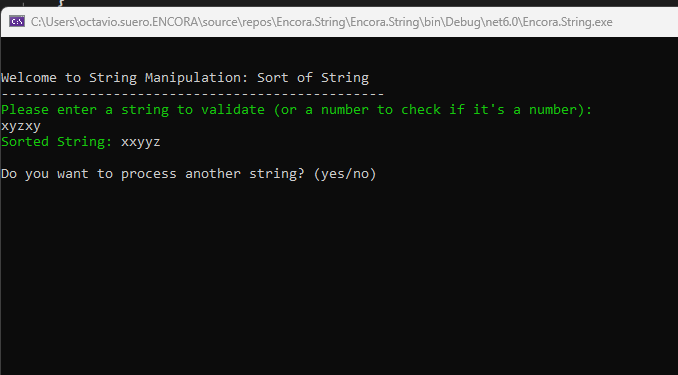 C:\Users\octavio.suero.ENCORA\source\repos\Encora.String\Encora.String\bin\Debug\net6.0\Encora.String.exe
Welcome to String Manipulation: Sort of String
------------------------------------------------
Please enter a string to validate (or a number to check if it's a number):
xyzxy
Sorted String: xxyyz
Do you want to process another string? (yes/no)